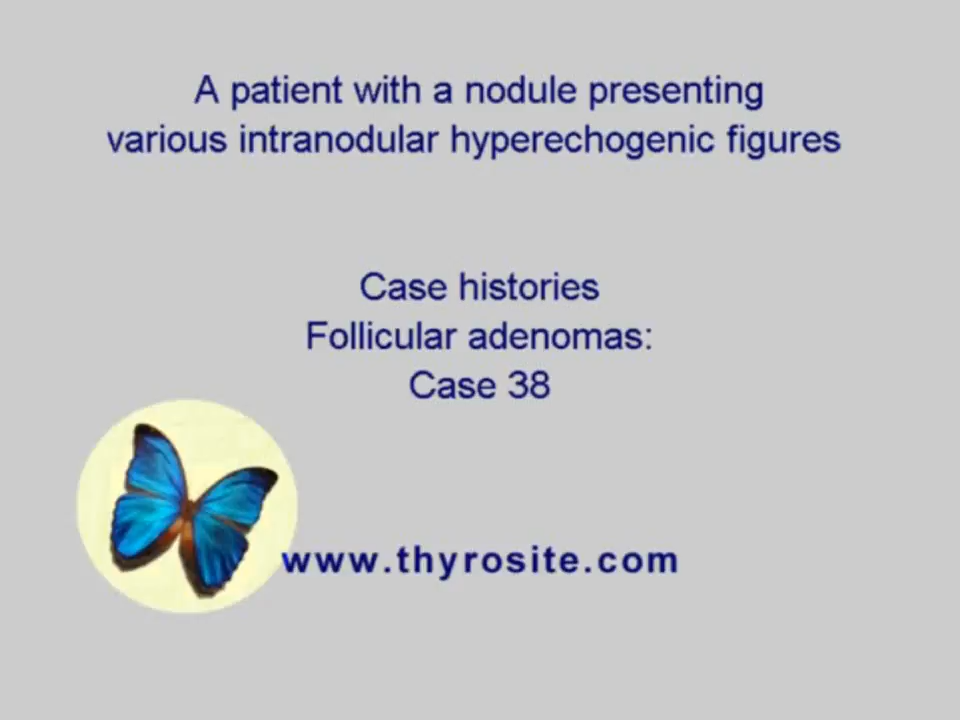 A patient with a nodule presenting
various intranodular hyperechogenic figures
Case histories
Follicular adenomas:
Case 38
www.thyrosite.com